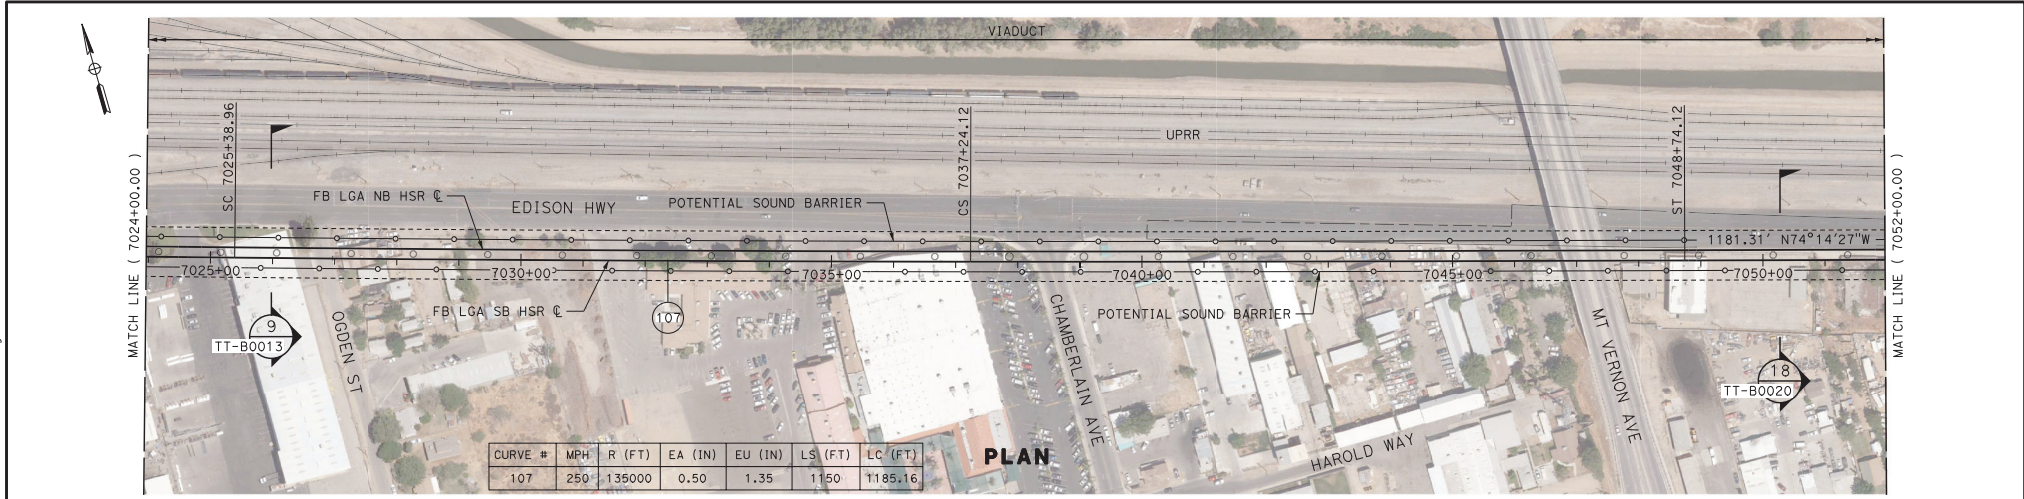 VIADUCT
MATCH LINE ( 7024+00.00 )
SC 7025+38.96
CS 7037+24.12
UPRR
ST 7048+74.12
MATCH LINE ( 7052+00.00 )
FB LGA NB HSR ℄
EDISON HWY
POTENTIAL SOUND BARRIER
1181.31' N74°14'27"W
7025+00
7030+00
7035+00
7040+00
7045+00
7050+00
FB LGA SB HSR ℄
107
POTENTIAL SOUND BARRIER
9
TT-B0013
OGDEN ST
CHAMBERLAIN AVE
MT VERNON AVE
18
TT-B0020
HAROLD WAY
CURVE # MPH R (FT) EA (IN) EU (IN) LS (FT) LC (FT)
107 250 135000 0.50 1.35 1150 1185.16
PLAN